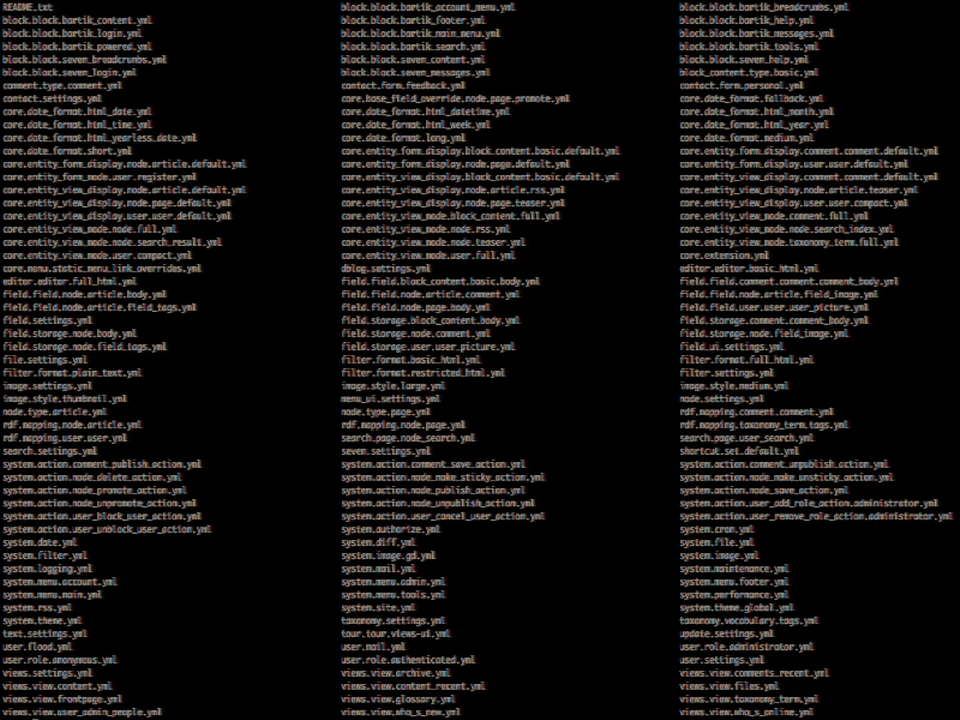 README.txt block.block.bartik_account_menu.yml block.block.bartik_breadcrumbs.yml
block.block.bartik_content.yml block.block.bartik_footer.yml block.block.bartik_help.yml
block.block.bartik_login.yml block.block.bartik_main_menu.yml block.block.bartik_messages.yml
block.block.bartik_powered.yml block.block.bartik_search.yml block.block.bartik_tools.yml
block.block.seven_breadcrumbs.yml block.block.seven_content.yml block.block.seven_help.yml
block.block.seven_login.yml block.block.seven_messages.yml block_content.type.basic.yml
comment.type.comment.yml contact.form.feedback.yml contact.form.personal.yml
contact.settings.yml core.base_field_override.node.page.promote.yml core.date_format.fallback.yml
core.date_format.html_date.yml core.date_format.html_datetime.yml core.date_format.html_month.yml
core.date_format.html_time.yml core.date_format.html_week.yml core.date_format.html_year.yml
core.date_format.html_yearless_date.yml core.date_format.long.yml core.date_format.medium.yml
core.date_format.short.yml core.entity_form_display.block_content.basic.default.yml core.entity_form_display.comment.comment.default.yml
core.entity_form_display.node.article.default.yml core.entity_form_display.node.page.default.yml core.entity_form_display.user.user.default.yml
core.entity_form_mode.user.register.yml core.entity_view_display.block_content.basic.default.yml core.entity_view_display.comment.comment.default.yml
core.entity_view_display.node.article.default.yml core.entity_view_display.node.article.rss.yml core.entity_view_display.node.article.teaser.yml
core.entity_view_display.node.page.default.yml core.entity_view_display.node.page.teaser.yml core.entity_view_display.user.user.compact.yml
core.entity_view_display.user.user.default.yml core.entity_view_mode.block_content.full.yml core.entity_view_mode.comment.full.yml
core.entity_view_mode.node.full.yml core.entity_view_mode.node.rss.yml core.entity_view_mode.node.search_index.yml
core.entity_view_mode.node.search_result.yml core.entity_view_mode.node.teaser.yml core.entity_view_mode.taxonomy_term.full.yml
core.entity_view_mode.user.compact.yml core.entity_view_mode.user.full.yml core.extension.yml
core.menu.static_menu_link_overrides.yml dblog.settings.yml editor.editor.basic_html.yml
editor.editor.full_html.yml field.field.block_content.basic.body.yml field.field.comment.comment.comment_body.yml
field.field.node.article.body.yml field.field.node.article.comment.yml field.field.node.article.field_image.yml
field.field.node.article.field_tags.yml field.field.node.page.body.yml field.field.user.user.user_picture.yml
field.settings.yml field.storage.block_content.body.yml field.storage.comment.comment_body.yml
field.storage.node.body.yml field.storage.node.comment.yml field.storage.node.field_image.yml
field.storage.node.field_tags.yml field.storage.user.user_picture.yml field_ui.settings.yml
file.settings.yml filter.format.basic_html.yml filter.format.full_html.yml
filter.format.plain_text.yml filter.format.restricted_html.yml filter.settings.yml
image.settings.yml image.style.large.yml image.style.medium.yml
image.style.thumbnail.yml menu_ui.settings.yml node.settings.yml
node.type.article.yml node.type.page.yml rdf.mapping.comment.comment.yml
rdf.mapping.node.article.yml rdf.mapping.node.page.yml rdf.mapping.taxonomy_term.tags.yml
rdf.mapping.user.user.yml search.page.node_search.yml search.page.user_search.yml
search.settings.yml seven.settings.yml shortcut.set.default.yml
system.action.comment_publish_action.yml system.action.comment_save_action.yml system.action.comment_unpublish_action.yml
system.action.node_delete_action.yml system.action.node_make_sticky_action.yml system.action.node_make_unsticky_action.yml
system.action.node_promote_action.yml system.action.node_publish_action.yml system.action.node_save_action.yml
system.action.node_unpromote_action.yml system.action.node_unpublish_action.yml system.action.user_add_role_action.administrator.yml
system.action.user_block_user_action.yml system.action.user_cancel_user_action.yml system.action.user_remove_role_action.administrator.yml
system.action.user_unblock_user_action.yml system.authorize.yml system.cron.yml
system.date.yml system.diff.yml system.file.yml
system.filter.yml system.image.gd.yml system.image.yml
system.logging.yml system.mail.yml system.maintenance.yml
system.menu.account.yml system.menu.admin.yml system.menu.footer.yml
system.menu.main.yml system.menu.tools.yml system.performance.yml
system.rss.yml system.site.yml system.theme.global.yml
system.theme.yml taxonomy.settings.yml taxonomy.vocabulary.tags.yml
text.settings.yml tour.tour.views-ui.yml update.settings.yml
user.flood.yml user.mail.yml user.role.administrator.yml
user.role.anonymous.yml user.role.authenticated.yml user.settings.yml
views.settings.yml views.view.archive.yml views.view.comments_recent.yml
views.view.content.yml views.view.content_recent.yml views.view.files.yml
views.view.frontpage.yml views.view.glossary.yml views.view.taxonomy_term.yml
views.view.user_admin_people.yml views.view.who_s_new.yml views.view.who_s_online.yml